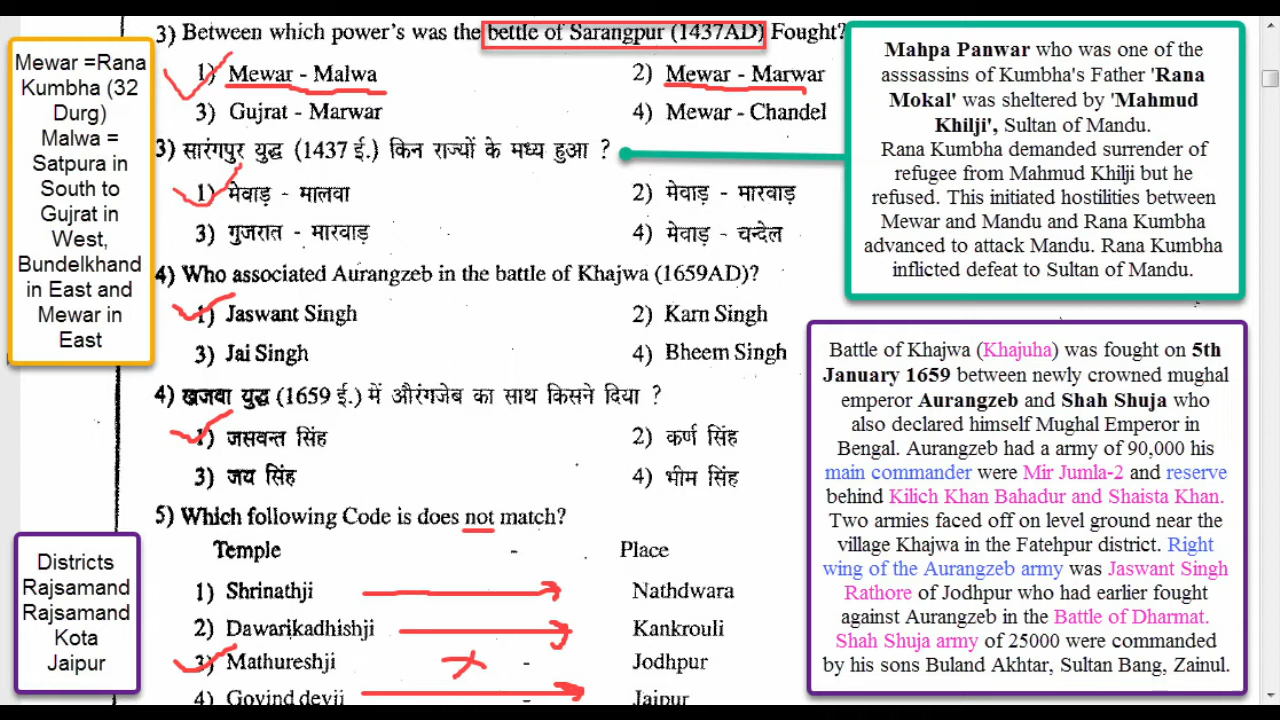 3) Between which power's was the bettle of Sarangpur (1437AD) Fought?
1) Mewar - Malwa
2) Mewar - Marwar
3) Gujrat - Marwar
4) Mewar - Chandel
3) सारंगपुर युद्ध (1437 ई.) किन राज्यों के मध्य हुआ ?
1) मेवाड़ - मालवा
2) मेवाड़ - मारवाड़
3) गुजरात - मारवाड़
4) मेवाड़ - चन्देल
4) Who associated Aurangzeb in the battle of Khajwa (1659AD)?
1) Jaswant Singh
2) Karn Singh
3) Jai Singh
4) Bheem Singh
4) खजवा युद्ध (1659 ई.) में औरंगजेब का साथ किसने दिया ?
1) जसवन्त सिंह
2) कर्ण सिंह
3) जय सिंह
4) भीम सिंह
5) Which following Code is does not match?
Temple - Place
1) Shrinathji Nathdwara
2) Dawarikadhishji Kankrouli
3) Mathureshji - Jodhpur
4) Govind devji - Jaipur
Mewar =Rana
Kumbha (32
Durg)
Malwa =
Satpura in
South to
Gujrat in
West,
Bundelkhand
in East and
Mewar in
East
Districts
Rajsamand
Rajsamand
Kota
Jaipur
Mahpa Panwar who was one of the
asssassins of Kumbha's Father 'Rana
Mokal' was sheltered by 'Mahmud
Khilji', Sultan of Mandu.
Rana Kumbha demanded surrender of
refugee from Mahmud Khilji but he
refused. This initiated hostilities between
Mewar and Mandu and Rana Kumbha
advanced to attack Mandu. Rana Kumbha
inflicted defeat to Sultan of Mandu.
Battle of Khajwa (Khajuha) was fought on 5th
January 1659 between newly crowned mughal
emperor Aurangzeb and Shah Shuja who
also declared himself Mughal Emperor in
Bengal. Aurangzeb had a army of 90,000 his
main commander were Mir Jumla-2 and reserve
behind Kilich Khan Bahadur and Shaista Khan.
Two armies faced off on level ground near the
village Khajwa in the Fatehpur district. Right
wing of the Aurangzeb army was Jaswant Singh
Rathore of Jodhpur who had earlier fought
against Aurangzeb in the Battle of Dharmat.
Shah Shuja army of 25000 were commanded
by his sons Buland Akhtar, Sultan Bang, Zainul.